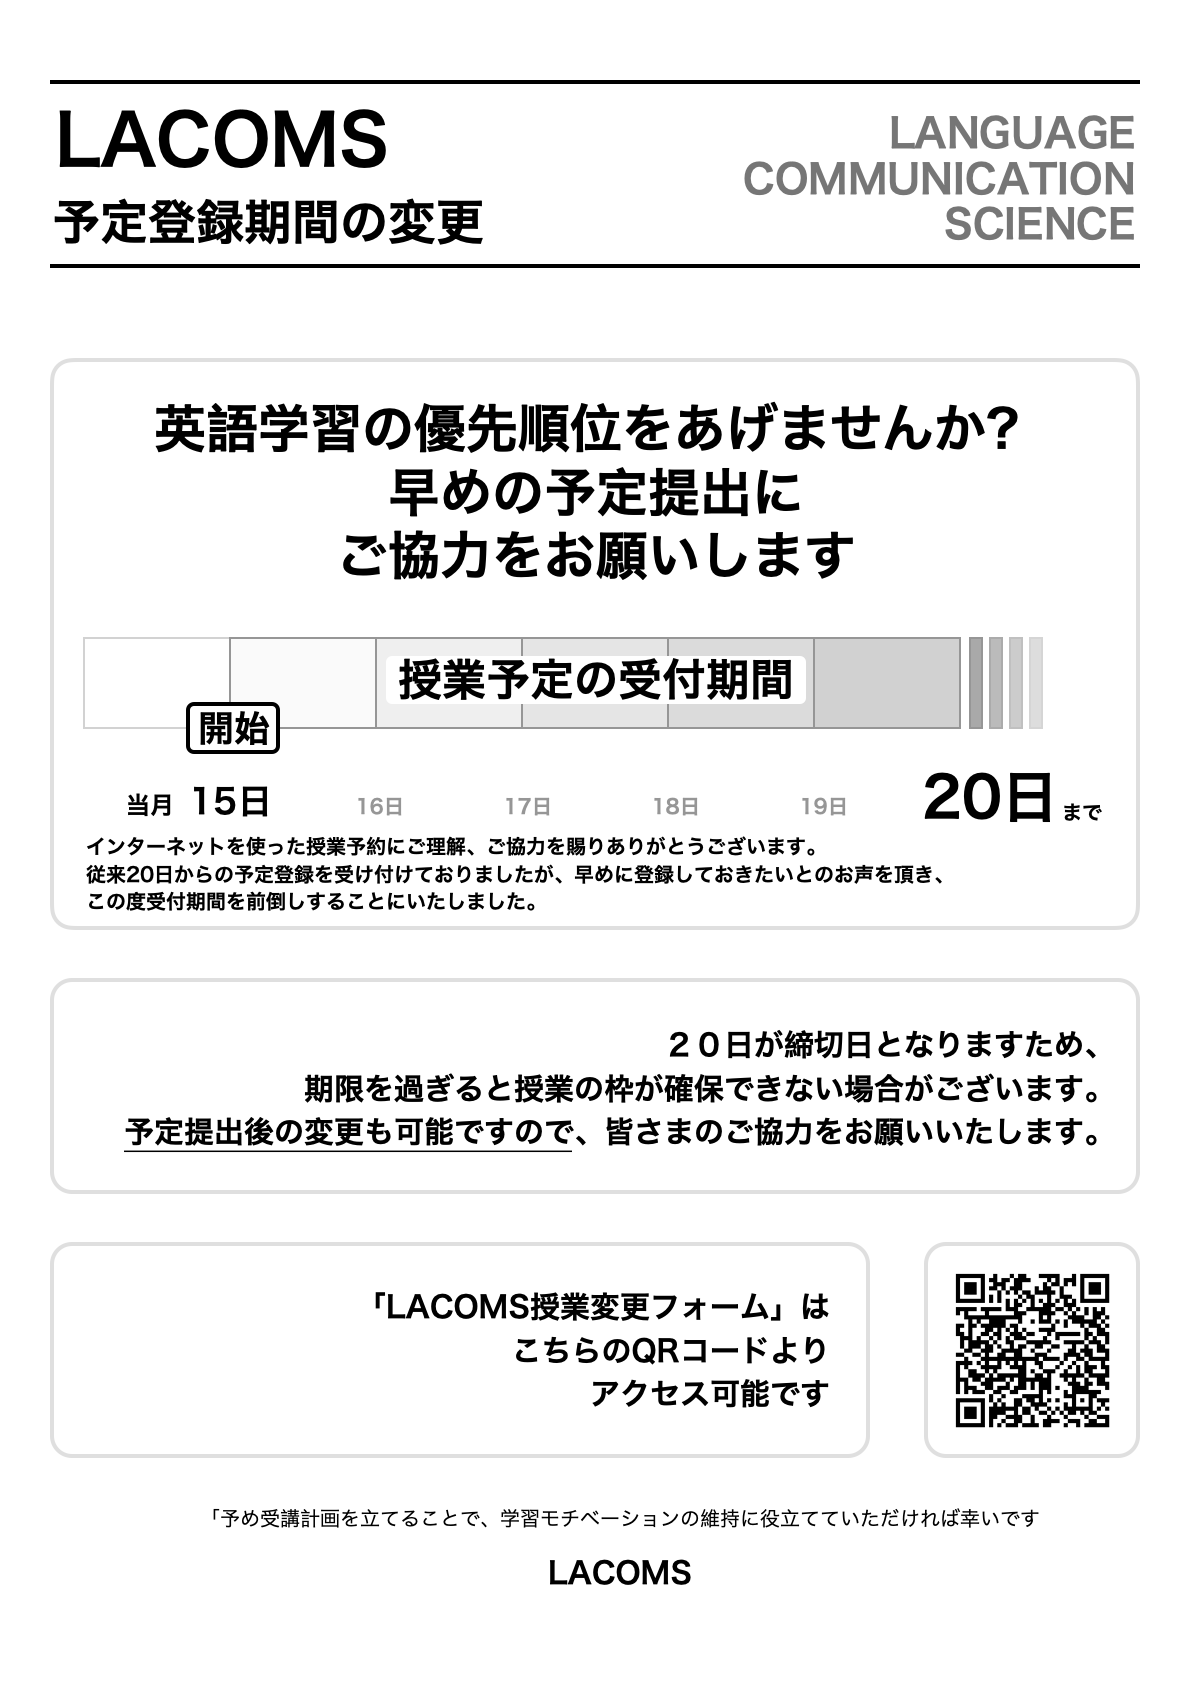 LACOMS
予定登録期間の変更
LANGUAGE
COMMUNICATION
SCIENCE
英語学習の優先順位をあげませんか?
早めの予定提出に
ご協力をお願いします
授業予定の受付期間
開始
当月 15日 16日 17日 18日 19日 20日 まで
インターネットを使った授業予約にご理解、ご協力を賜りありがとうございます。
従来20日からの予定登録を受け付けておりましたが、早めに登録しておきたいとのお声を頂き、
この度受付期間を前倒しすることにいたしました。
２０日が締切日となりますため、
期限を過ぎると授業の枠が確保できない場合がございます。
予定提出後の変更も可能ですので、皆さまのご協力をお願いいたします。
「LACOMS授業変更フォーム」は
こちらのQRコードより
アクセス可能です
「予め受講計画を立てることで、学習モチベーションの維持に役立てていただければ幸いです
LACOMS